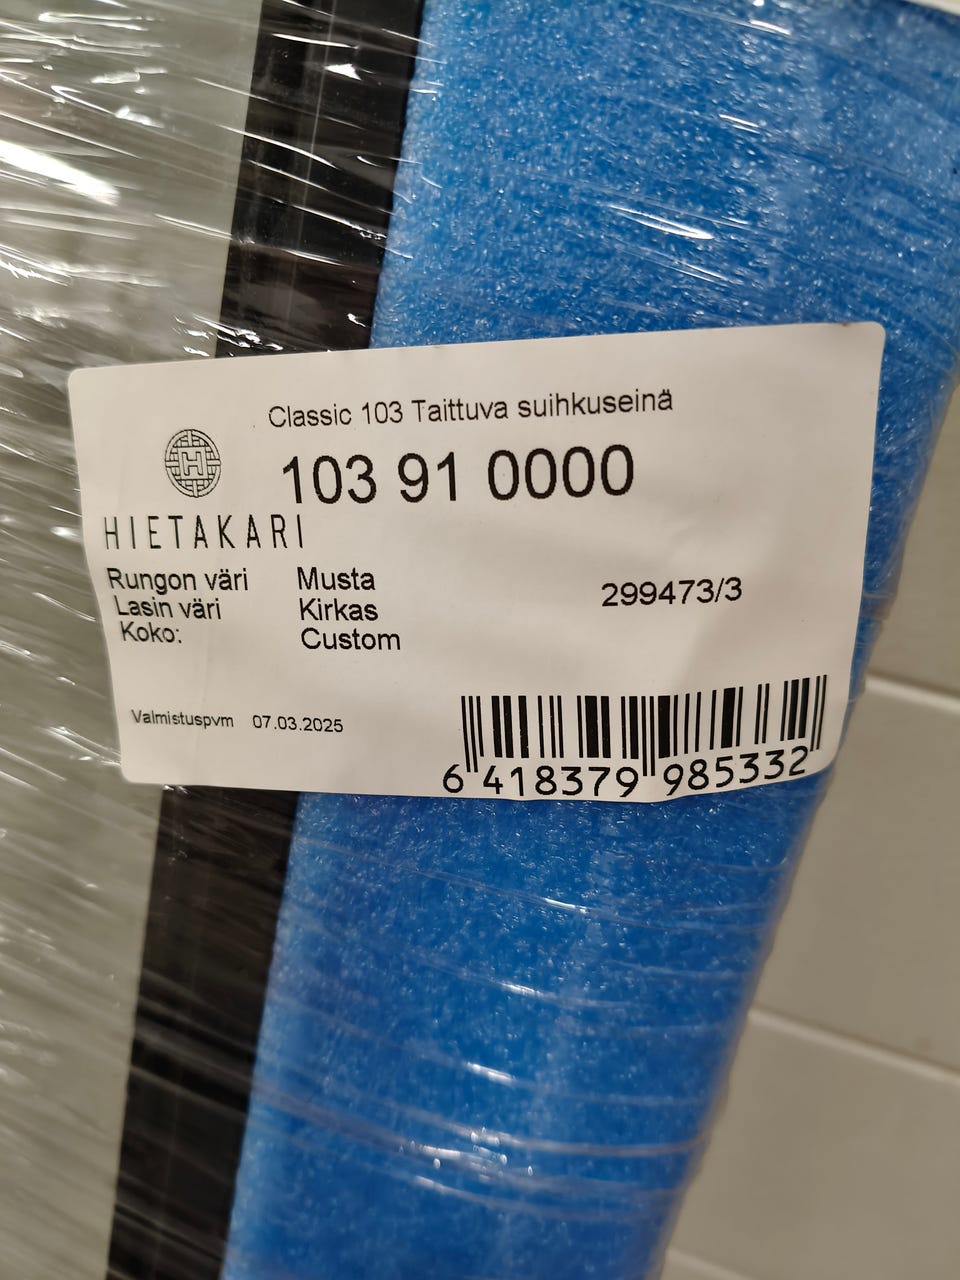 Classic 103 Taittuva suihkuseinä
103 91 0000
H
HIETAKARI
Rungon väri Musta
Lasin väri Kirkas
Koko: Custom
299473/3
Valmistuspvm 07.03.2025
6 418379 985332